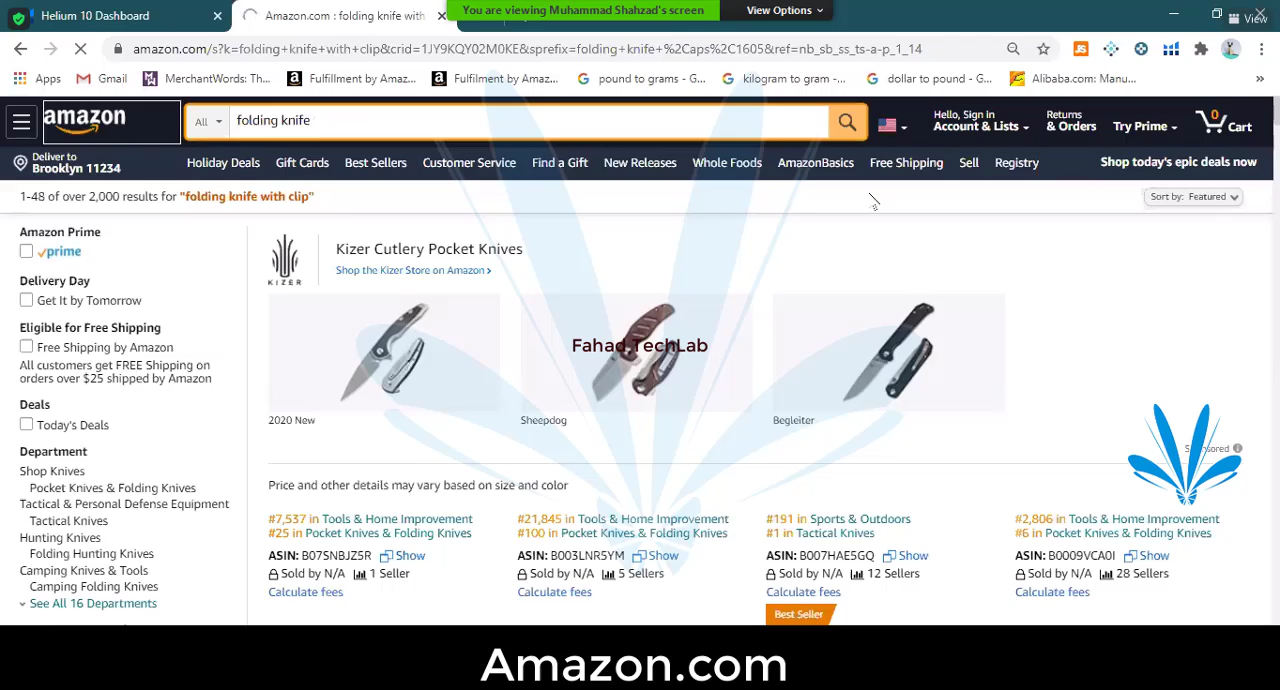 Helium 10 Dashboard
Amazon.com : folding knife with
You are viewing Muhammad Shahzad's screen
View Options
View
amazon.com/s?k=folding+knife+with+clip&crid=1JY9KQY02M0KE&sprefix=folding+knife+%2Caps%2C1605&ref=nb_sb_ss_ts-a-p_1_14
Apps
Gmail
MerchantWords: Th...
Fulfillment by Amaz...
Fulfilment by Amaz...
pound to grams - G...
kilogram to gram -...
dollar to pound - G...
Alibaba.com: Manu...
amazon
All
folding knife
Hello, Sign in
Account & Lists
Returns
& Orders
Try Prime
0
Cart
Deliver to
Brooklyn 11234
Holiday Deals
Gift Cards
Best Sellers
Customer Service
Find a Gift
New Releases
Whole Foods
AmazonBasics
Free Shipping
Sell
Registry
Shop today's epic deals now
1-48 of over 2,000 results for "folding knife with clip"
Sort by: Featured
Amazon Prime
prime
Delivery Day
Get It by Tomorrow
Eligible for Free Shipping
Free Shipping by Amazon
All customers get FREE Shipping on
orders over $25 shipped by Amazon
Deals
Today's Deals
Department
Shop Knives
Pocket Knives & Folding Knives
Tactical & Personal Defense Equipment
Tactical Knives
Hunting Knives
Folding Hunting Knives
Camping Knives & Tools
Camping Folding Knives
See All 16 Departments
KIZER
Kizer Cutlery Pocket Knives
Shop the Kizer Store on Amazon
Fahad TechLab
2020 New
Sheepdog
Begleiter
Price and other details may vary based on size and color
#7,537 in Tools & Home Improvement
#25 in Pocket Knives & Folding Knives
ASIN: B07SNBJZ5R Show
Sold by N/A 1 Seller
Calculate fees
#21,845 in Tools & Home Improvement
#100 in Pocket Knives & Folding Knives
ASIN: B003LNR5YM Show
Sold by N/A 5 Sellers
Calculate fees
#191 in Sports & Outdoors
#1 in Tactical Knives
ASIN: B007HAESGQ Show
Sold by N/A 12 Sellers
Calculate fees
Best Seller
#2,806 in Tools & Home Improvement
#6 in Pocket Knives & Folding Knives
ASIN: B0009VCA0I Show
Sold by N/A 28 Sellers
Calculate fees
Amazon.com